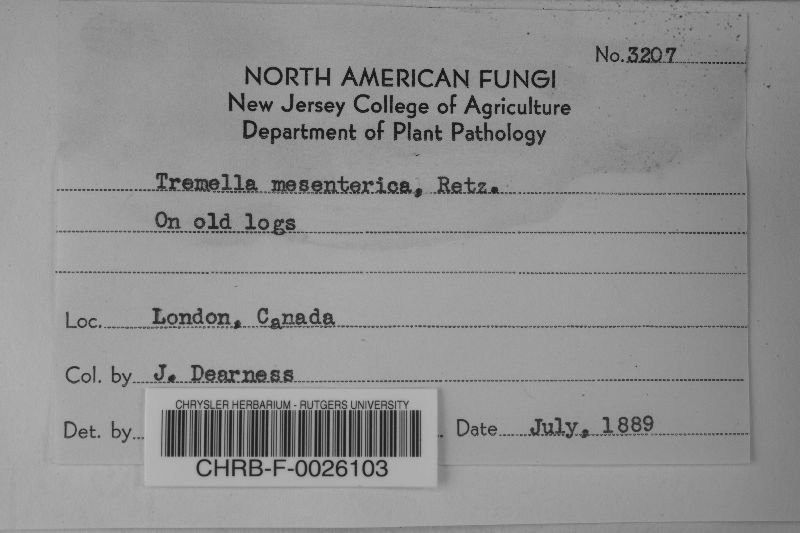 No. 3207
NORTH AMERICAN FUNGI
New Jersey College of Agriculture
Department of Plant Pathology
Tremella mesenterica, Retz.
On old logs
Loc. London, Canada
Col. by J. Dearness
Det. by
Date July, 1889
CHRYSLER HERBARIUM - RUTGERS UNIVERSITY
CHRB-F-0026103